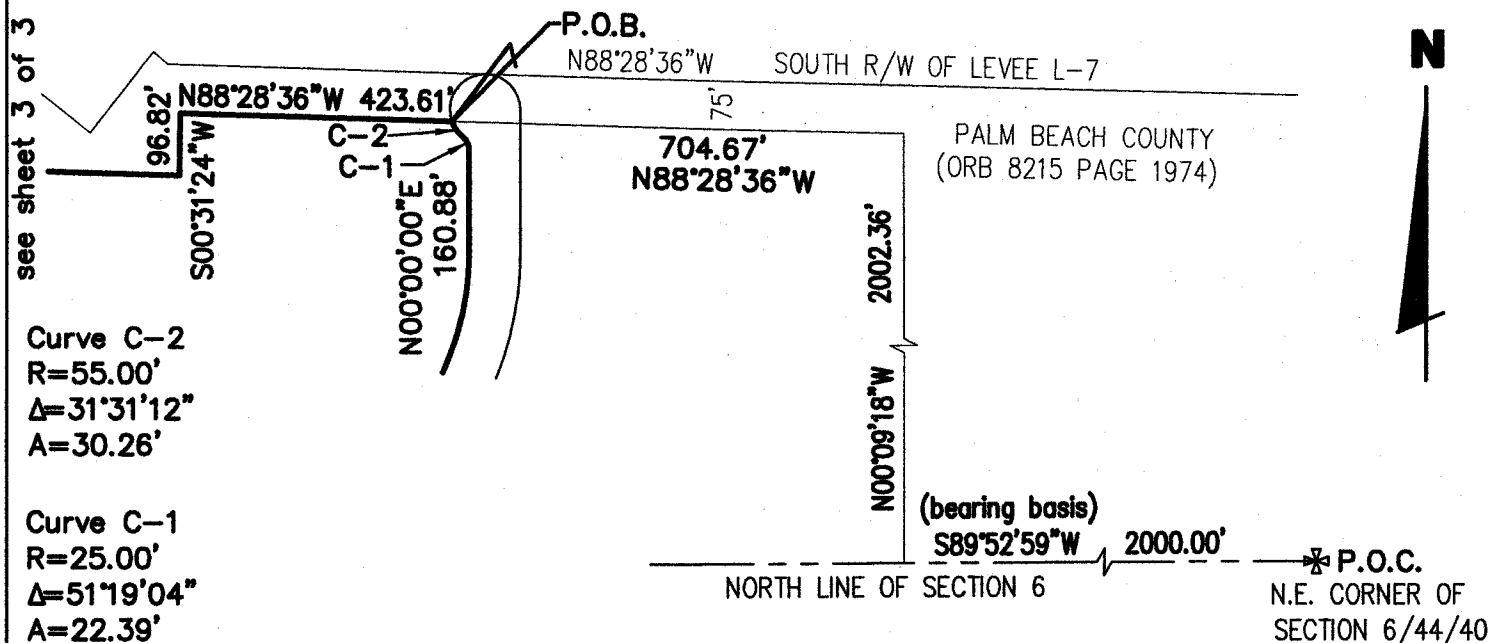 see sheet 3 of 3
P.O.B.
N88°28'36"W SOUTH R/W OF LEVEE L-7
N
96.82'
S00°31'24"W
N88°28'36"W 423.61'
C-2
C-1
N00°00'00"E
160.88'
75'
704.67'
N88°28'36"W
PALM BEACH COUNTY
(ORB 8215 PAGE 1974)
2002.36'
N00°09'18"W
Curve C-2
R=55.00'
Δ=31°31'12"
A=30.26'
Curve C-1
R=25.00'
Δ=51°19'04"
A=22.39'
(bearing basis)
S89°52'59"W 2000.00'
P.O.C.
NORTH LINE OF SECTION 6
N.E. CORNER OF
SECTION 6/44/40